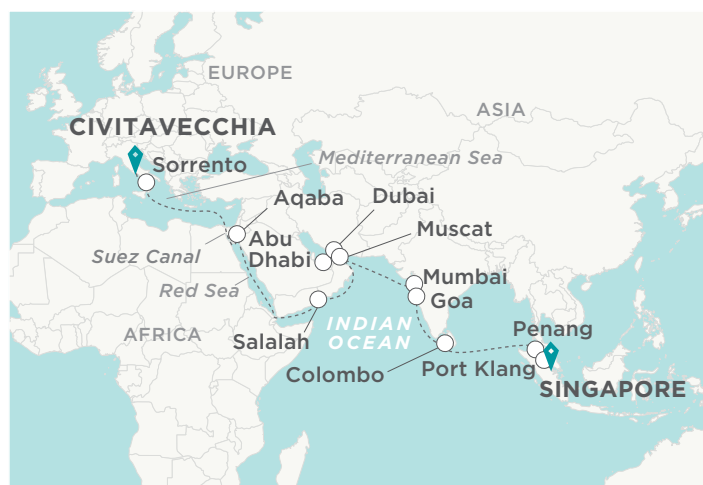 EUROPE
ASIA
CIVITAVECCHIA
Mediterranean Sea
Sorrento
Aqaba
Dubai
Muscat
Abu
Dhabi
Suez Canal
Mumbai
Red Sea
Goa
INDIAN
OCEAN
AFRICA
Salalah
Penang
Colombo
Port Klang
SINGAPORE